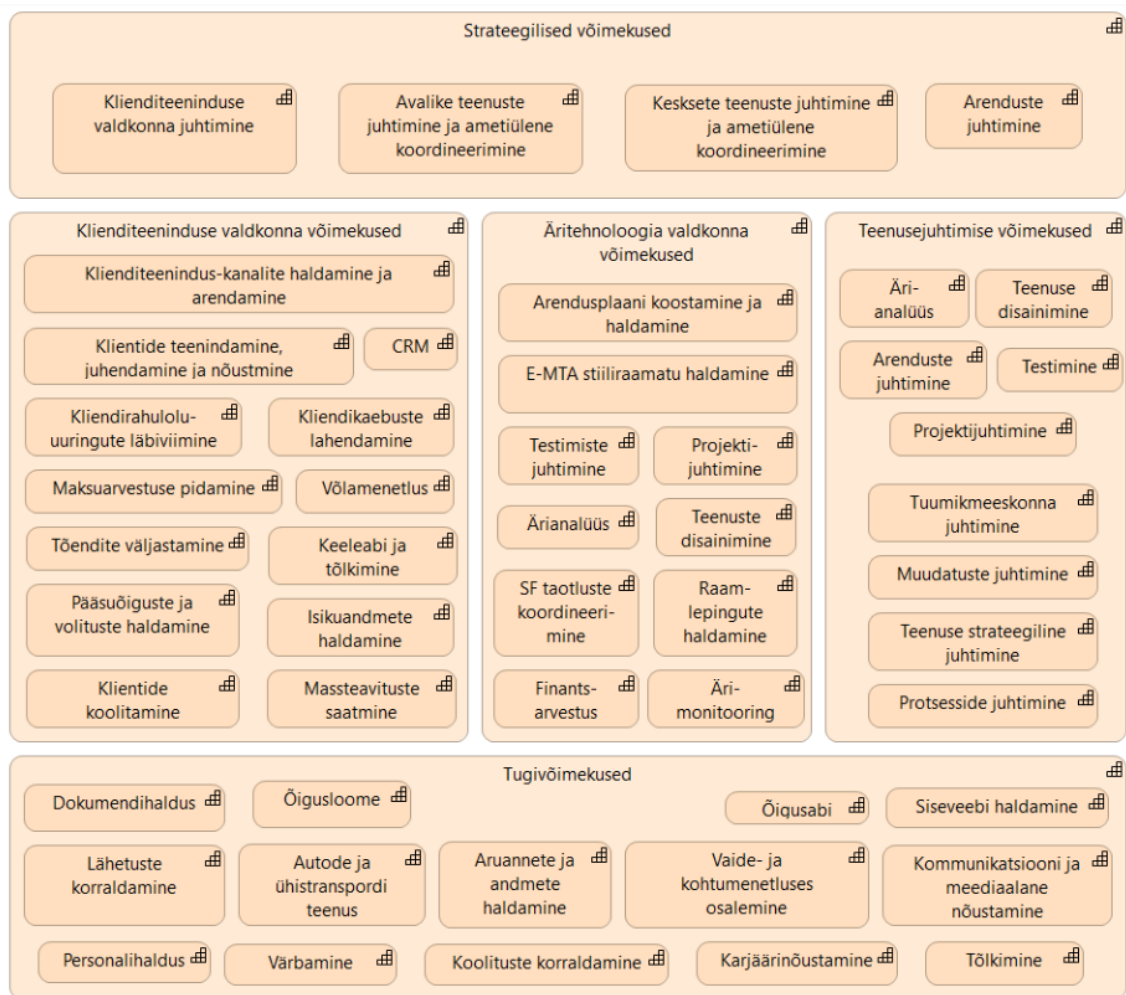 Strateegilised võimekused
Klienditeeninduse
valdkonna juhtimine
Avalike teenuste
juhtimine ja ametiülene
koordineerimine
Kesksete teenuste juhtimine
ja ametiülene
koordineerimine
Arenduste
juhtimine
Klienditeeninduse valdkonna võimekused
Klienditeenindus-kanalite haldamine ja
arendamine
Klientide teenindamine,
juhendamine ja nõustmine
CRM
Kliendirahulolu-
uuringute läbiviimine
Kliendikaebuste
lahendamine
Maksuarvestuse pidamine
Võlamenetlus
Tõendite väljastamine
Keeleabi ja
tõlkimine
Pääsuõiguste ja
volituste haldamine
Isikuandmete
haldamine
Klientide
koolitamine
Massteavituste
saatmine
Äritehnoloogia valdkonna
võimekused
Arendusplaani koostamine ja
haldamine
E-MTA stiiliraamatu haldamine
Testimiste
juhtimine
Projekti-
juhtimine
Ärianalüüs
Teenuste
disainimine
SF taotluste
koordineeri-
mine
Raam-
lepingute
haldamine
Finants-
arvestus
Äri-
monitooring
Teenusejuhtimise võimekused
Äri-
analüüs
Teenuse
disainimine
Arenduste
juhtimine
Testimine
Projektijuhtimine
Tuumikmeeskonna
juhtimine
Muudatuste juhtimine
Teenuse strateegiline
juhtimine
Protsesside juhtimine
Tugivõimekused
Dokumendihaldus
Õigusloome
Õigusabi
Siseveebi haldamine
Lähetuste
korraldamine
Autode ja
ühistranspordi
teenus
Aruannete ja
andmete
haldamine
Vaide- ja
kohtumenetluses
osalemine
Kommunikatsiooni ja
meediaalane
nõustamine
Personalihaldus
Värbamine
Koolituste korraldamine
Karjäärinõustamine
Tõlkimine